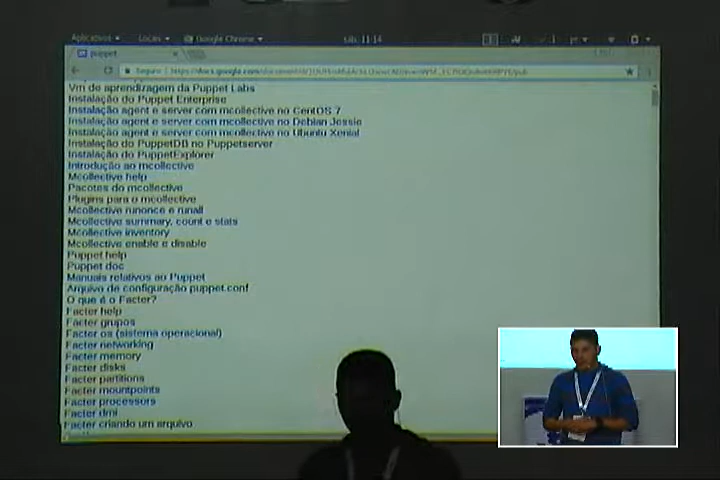 Aplicativos Locais Google Chrome sáb, 11:14 pt
puppet
Seguro https://docs.google.com
Vm de aprendizagem da Puppet Labs
Instalação do Puppet Enterprise
Instalação agent e server com mcollective no CentOS 7
Instalação agent e server com mcollective no Debian Jessie
Instalação agent e server com mcollective no Ubuntu Xenial
Instalação do PuppetDB no Puppetserver
Instalação do PuppetExplorer
Introdução ao mcollective
Mcollective help
Pacotes do mcollective
Plugins para o mcollective
Mcollective runonce e runall
Mcollective summary, count e stats
Mcollective inventory
Mcollective enable e disable
Puppet help
Puppet doc
Manuais relativos ao Puppet
Arquivo de configuração puppet.conf
O que é o Facter?
Facter help
Facter grupos
Facter os (sistema operacional)
Facter networking
Facter memory
Facter disks
Facter partitions
Facter mountpoints
Facter processors
Facter dmi
Facter criando um arquivo